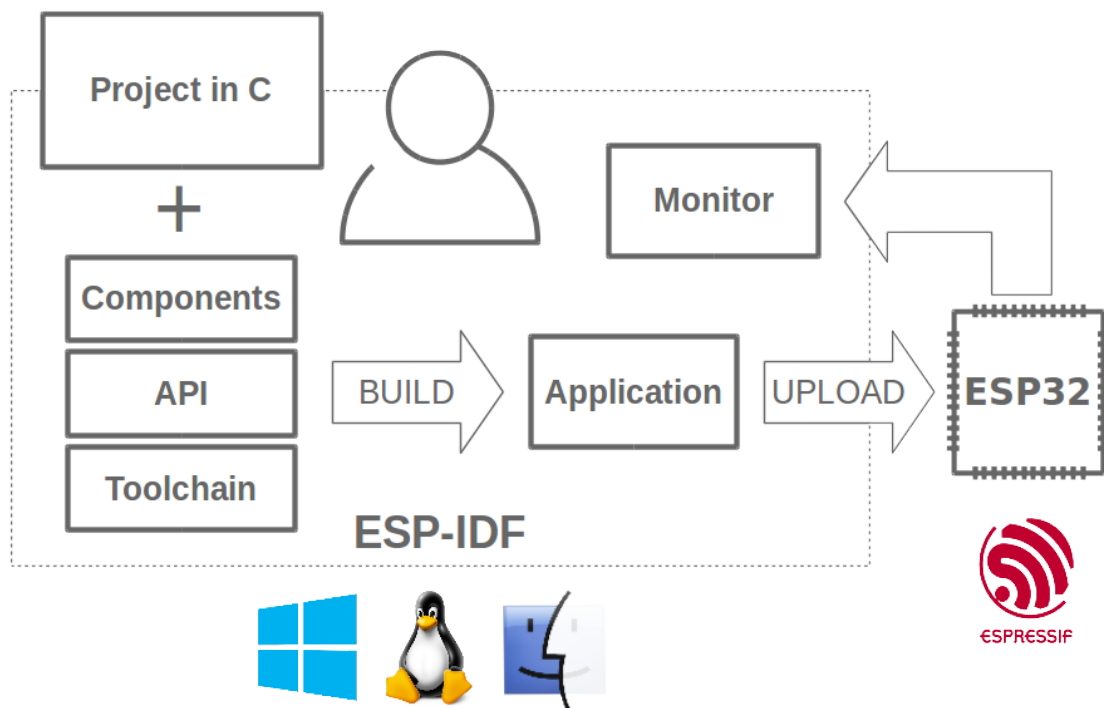 Project in C
+
Components
API
Toolchain
BUILD
Application
UPLOAD
Monitor
ESP32
ESP-IDF
ESPRESSIF